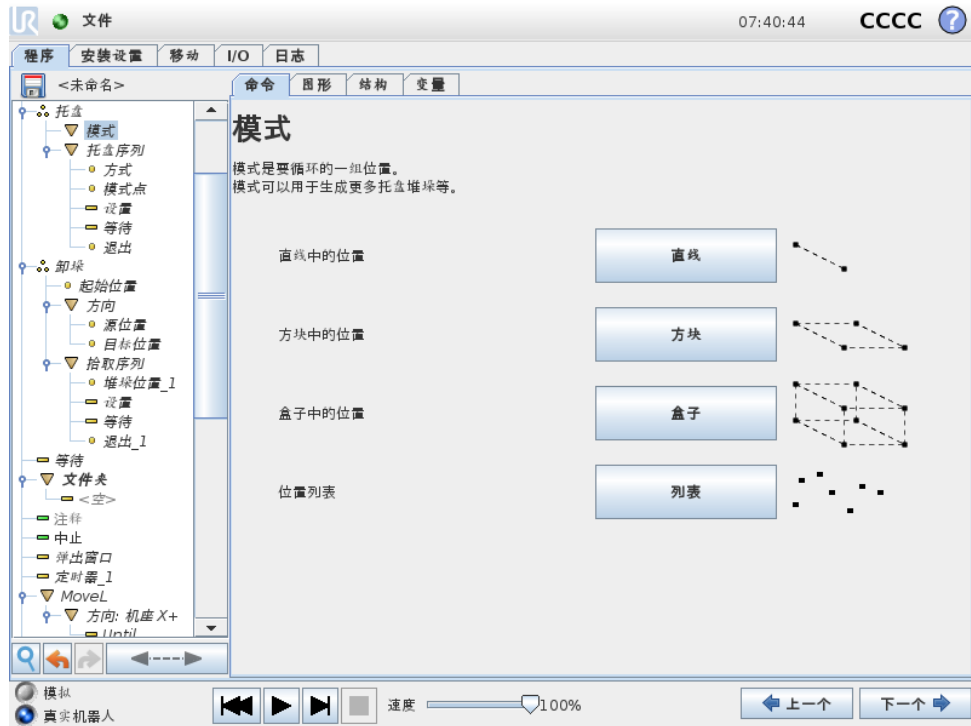 UR 文件 07:40:44 CCCC ?
程序 安装设置 移动 I/O 日志
<未命名>
命令 图形 结构 变量
托盒
模式
托盒序列
方式
模式点
设置
等待
退出
卸垛
起始位置
方向
源位置
目标位置
拾取序列
堆垛位置_1
设置
等待
退出_1
等待
文件夹
<空>
注释
中止
弹出窗口
定时器_1
MoveL
方向: 机座 X+
Until
模式
模式是要循环的一组位置。
模式可以用于生成更多托盒堆垛等。
直线中的位置 直线
方块中的位置 方块
盒子中的位置 盒子
位置列表 列表
模拟
真实机器人
速度 100%
上一个 下一个